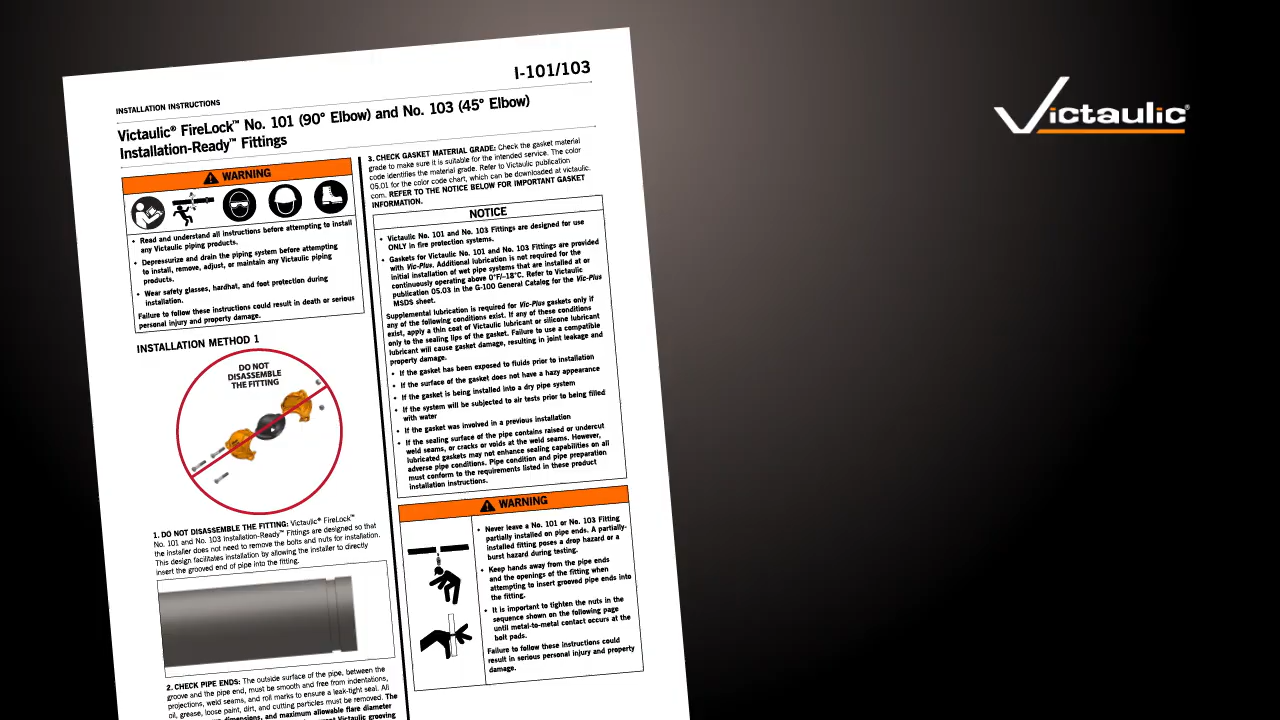 I-101/103
INSTALLATION INSTRUCTIONS
Victaulic® FireLock™ No. 101 (90° Elbow) and No. 103 (45° Elbow)
Installation-Ready™ Fittings
WARNING
• Read and understand all instructions before attempting to install
any Victaulic piping products.
• Depressurize and drain the piping system before attempting
to install, remove, adjust, or maintain any Victaulic piping
products.
• Wear safety glasses, hardhat, and foot protection during
installation.
Failure to follow these instructions could result in death or serious
personal injury and property damage.
INSTALLATION METHOD 1
DO NOT
DISASSEMBLE
THE FITTING
1. DO NOT DISASSEMBLE THE FITTING: Victaulic® FireLock™
No. 101 and No. 103 Installation-Ready™ Fittings are designed so that
the installer does not need to remove the bolts and nuts for installation.
This design facilitates installation by allowing the installer to directly
insert the grooved end of pipe into the fitting.
2. CHECK PIPE ENDS: The outside surface of the pipe, between the
groove and the pipe end, must be smooth and free from indentations,
projections, weld seams, and roll marks to ensure a leak-tight seal. All
oil, grease, loose paint, dirt, and cutting particles must be removed. The
dimensions, and maximum allowable flare diameter
Victaulic grooving
3. CHECK GASKET MATERIAL GRADE: Check the gasket material
grade to make sure it is suitable for the intended service. The color
code identifies the material grade. Refer to Victaulic publication
05.01 for the color code chart, which can be downloaded at victaulic.
com. REFER TO THE NOTICE BELOW FOR IMPORTANT GASKET
INFORMATION.
NOTICE
• Victaulic No. 101 and No. 103 Fittings are designed for use
ONLY in fire protection systems.
• Gaskets for Victaulic No. 101 and No. 103 Fittings are provided
with Vic-Plus. Additional lubrication is not required for the
initial installation of wet pipe systems that are installed at or
continuously operating above 0°F/–18°C. Refer to Victaulic
publication 05.03 in the G-100 General Catalog for the Vic-Plus
MSDS sheet.
Supplemental lubrication is required for Vic-Plus gaskets only if
any of the following conditions exist. If any of these conditions
exist, apply a thin coat of Victaulic lubricant or silicone lubricant
only to the sealing lips of the gasket. Failure to use a compatible
lubricant will cause gasket damage, resulting in joint leakage and
property damage.
• If the gasket has been exposed to fluids prior to installation
• If the surface of the gasket does not have a hazy appearance
• If the gasket is being installed into a dry pipe system
• If the system will be subjected to air tests prior to being filled
with water
• If the gasket was involved in a previous installation
• If the sealing surface of the pipe contains raised or undercut
weld seams, or cracks or voids at the weld seams. However,
lubricated gaskets may not enhance sealing capabilities on all
adverse pipe conditions. Pipe condition and pipe preparation
must conform to the requirements listed in these product
installation instructions.
WARNING
• Never leave a No. 101 or No. 103 Fitting
partially installed on pipe ends. A partially-
installed fitting poses a drop hazard or a
burst hazard during testing.
• Keep hands away from the pipe ends
and the openings of the fitting when
attempting to insert grooved pipe ends into
the fitting.
• It is important to tighten the nuts in the
sequence shown on the following page
until metal-to-metal contact occurs at the
bolt pads.
Failure to follow these instructions could
result in serious personal injury and property
damage.
Victaulic®